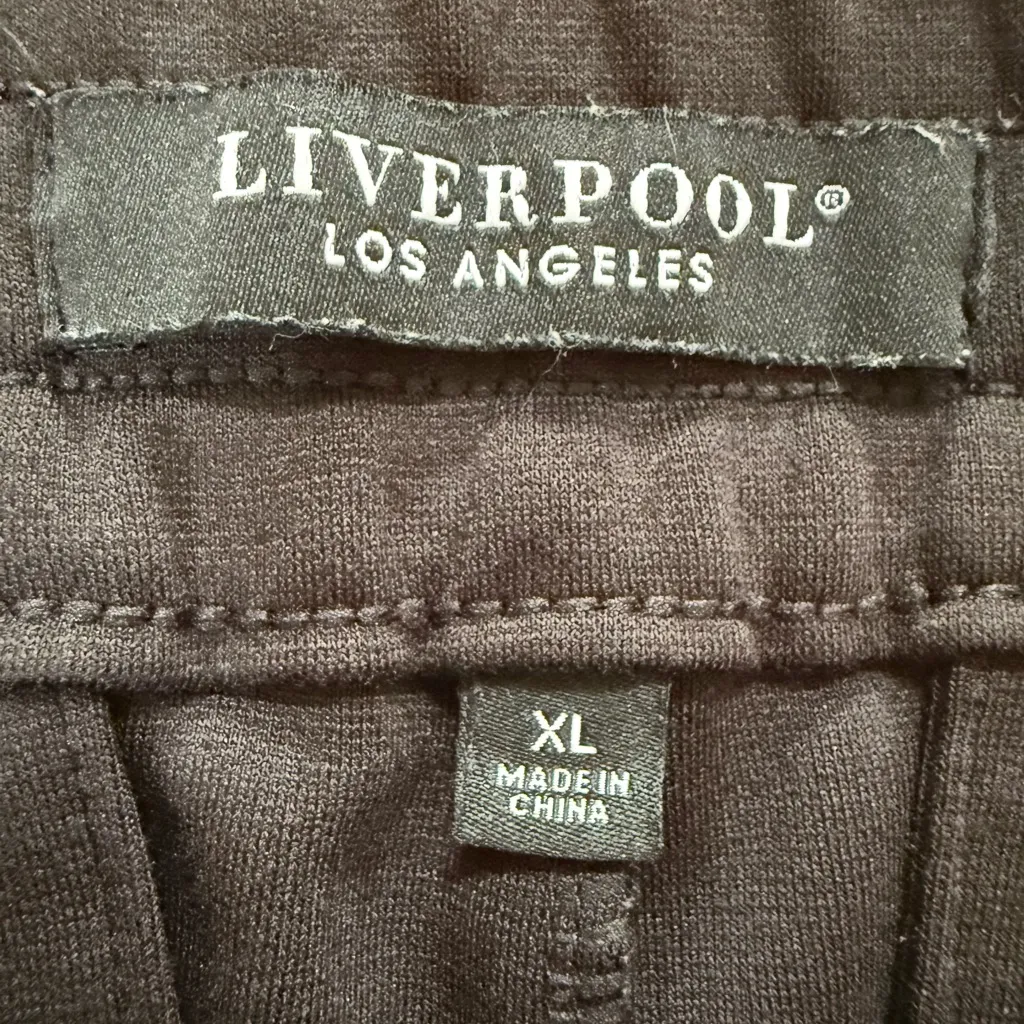 LIVERPOOL®
LOS ANGELES
XL
MADE IN
CHINA